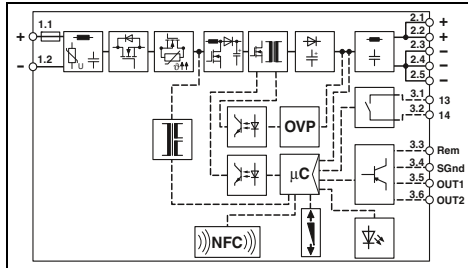 + 1.1
− 1.2
U
ϑ
+
+
2.1 +
2.2 +
2.3 −
2.4 −
2.5 −
OVP
µC
NFC
3.1 13
3.2 14
3.3 Rem
3.4 SGnd
3.5 OUT1
3.6 OUT2